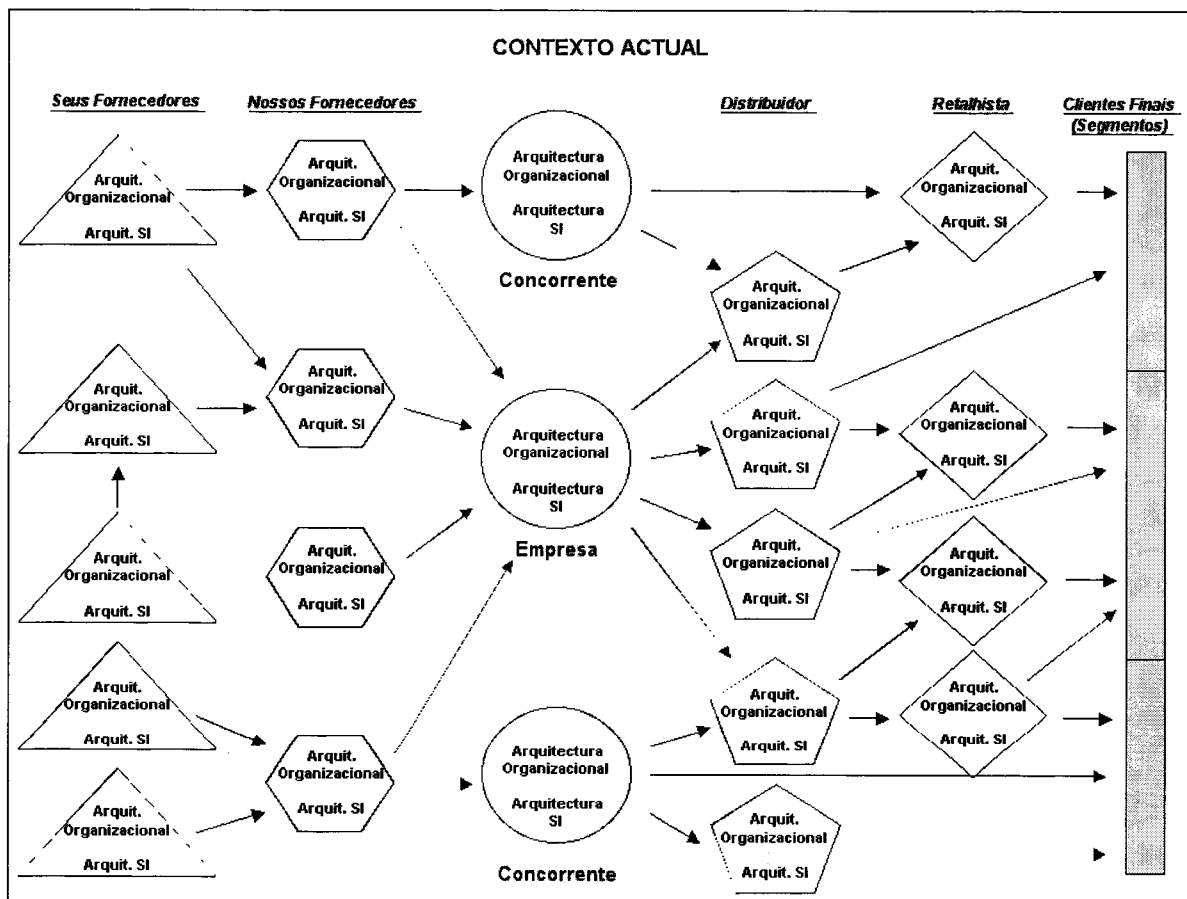 CONTEXTO ACTUAL
Seus Fornecedores
Nossos Fornecedores
Distribuidor
Retalhista
Clientes Finais
(Segmentos)
Arquit.
Organizacional
Arquit. SI
Arquit.
Organizacional
Arquit. SI
Arquit.
Organizacional
Arquit. SI
Arquit.
Organizacional
Arquit. SI
Arquit.
Organizacional
Arquit. SI
Arquit.
Organizacional
Arquit. SI
Arquit.
Organizacional
Arquit. SI
Arquit.
Organizacional
Arquit. SI
Arquit.
Organizacional
Arquit. SI
Arquitectura
Organizacional
Arquitectura
SI
Concorrente
Arquitectura
Organizacional
Arquitectura
SI
Empresa
Arquitectura
Organizacional
Arquitectura
SI
Concorrente
Arquit.
Organizacional
Arquit. SI
Arquit.
Organizacional
Arquit. SI
Arquit.
Organizacional
Arquit. SI
Arquit.
Organizacional
Arquit. SI
Arquit.
Organizacional
Arquit. SI
Arquit.
Organizacional
Arquit. SI
Arquit.
Organizacional
Arquit. SI
Arquit.
Organizacional
Arquit. SI
Arquit.
Organizacional
Arquit. SI